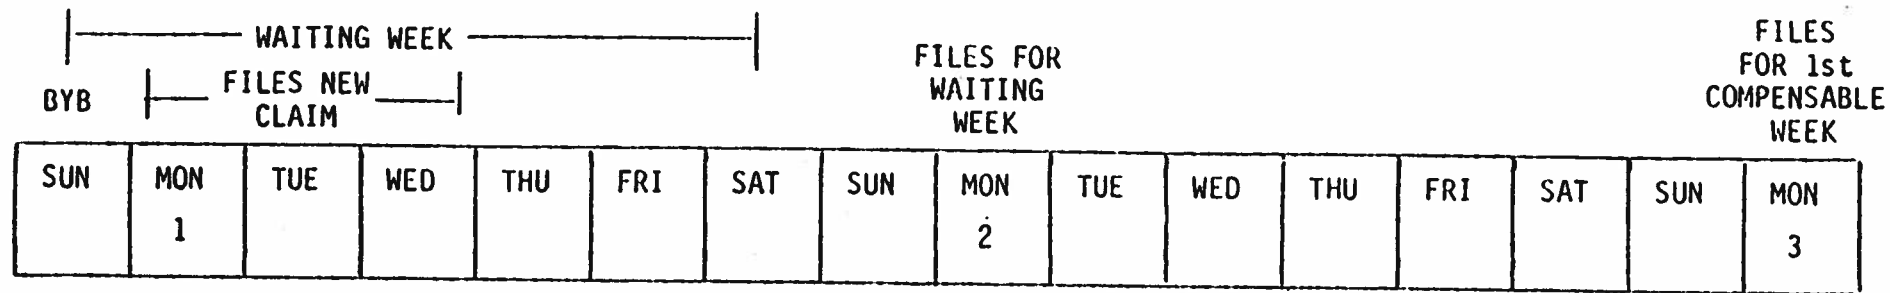 WAITING WEEK
BYB
FILES NEW
CLAIM
FILES FOR
WAITING
WEEK
FILES
FOR 1st
COMPENSABLE
WEEK
SUN MON TUE WED THU FRI SAT SUN MON TUE WED THU FRI SAT SUN MON
1 2 3